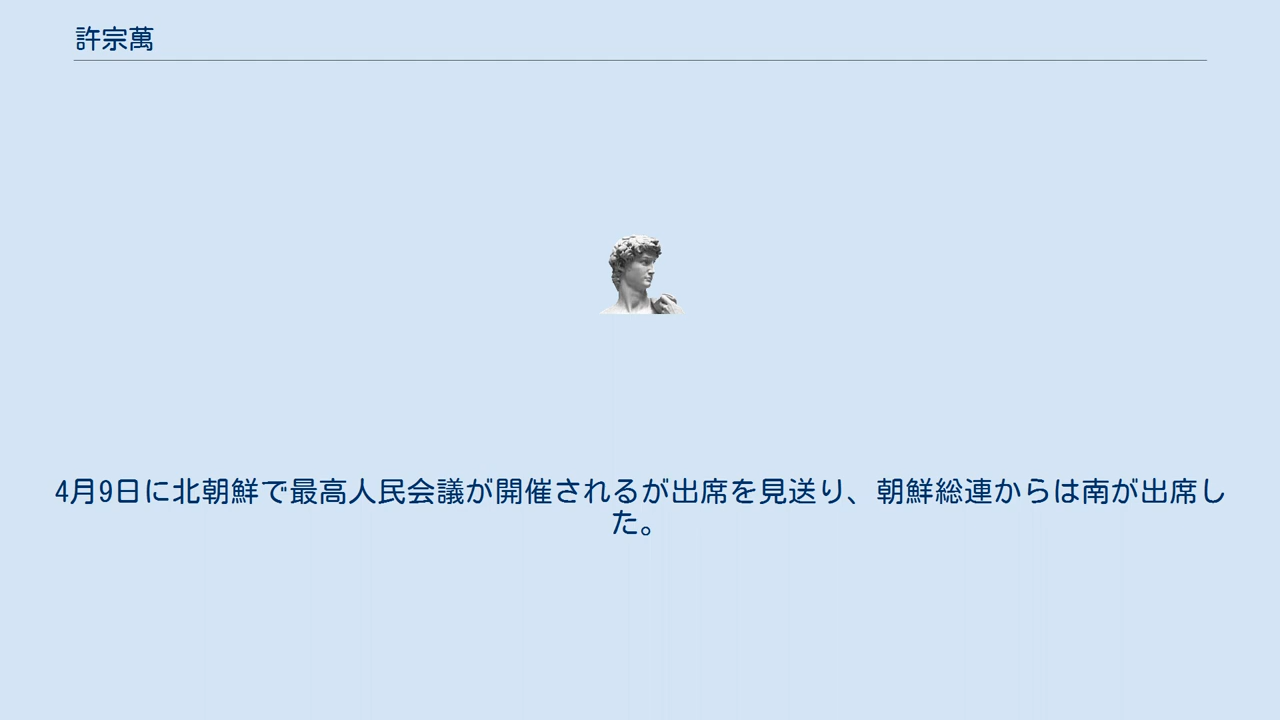 許宗萬
4月9日に北朝鮮で最高人民会議が開催されるが出席を見送り、朝鮮総連からは南が出席し
た。